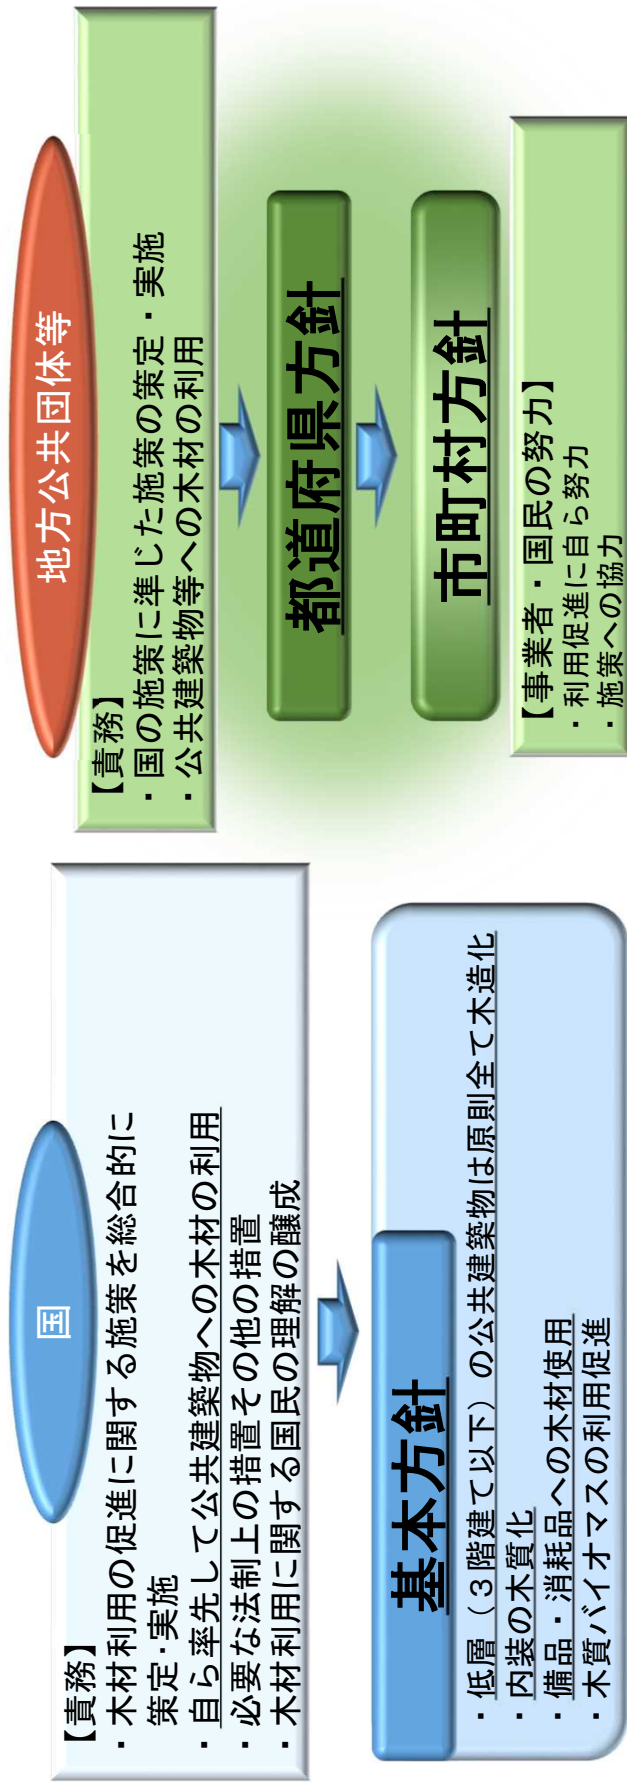 国
【責務】
・木材利用の促進に関する施策を総合的に
策定・実施
・自ら率先して公共建築物への木材の利用
・必要な法制上の措置その他の措置
・木材利用に関する国民の理解の醸成
基本方針
・低層（３階建て以下）の公共建築物は原則全て木造化
・内装の木質化
・備品・消耗品への木材使用
・木質バイオマスの利用促進
地方公共団体等
【責務】
・国の施策に準じた施策の策定・実施
・公共建築物等への木材の利用
都道府県方針
市町村方針
【事業者・国民の努力】
・利用促進に自ら努力
・施策への協力